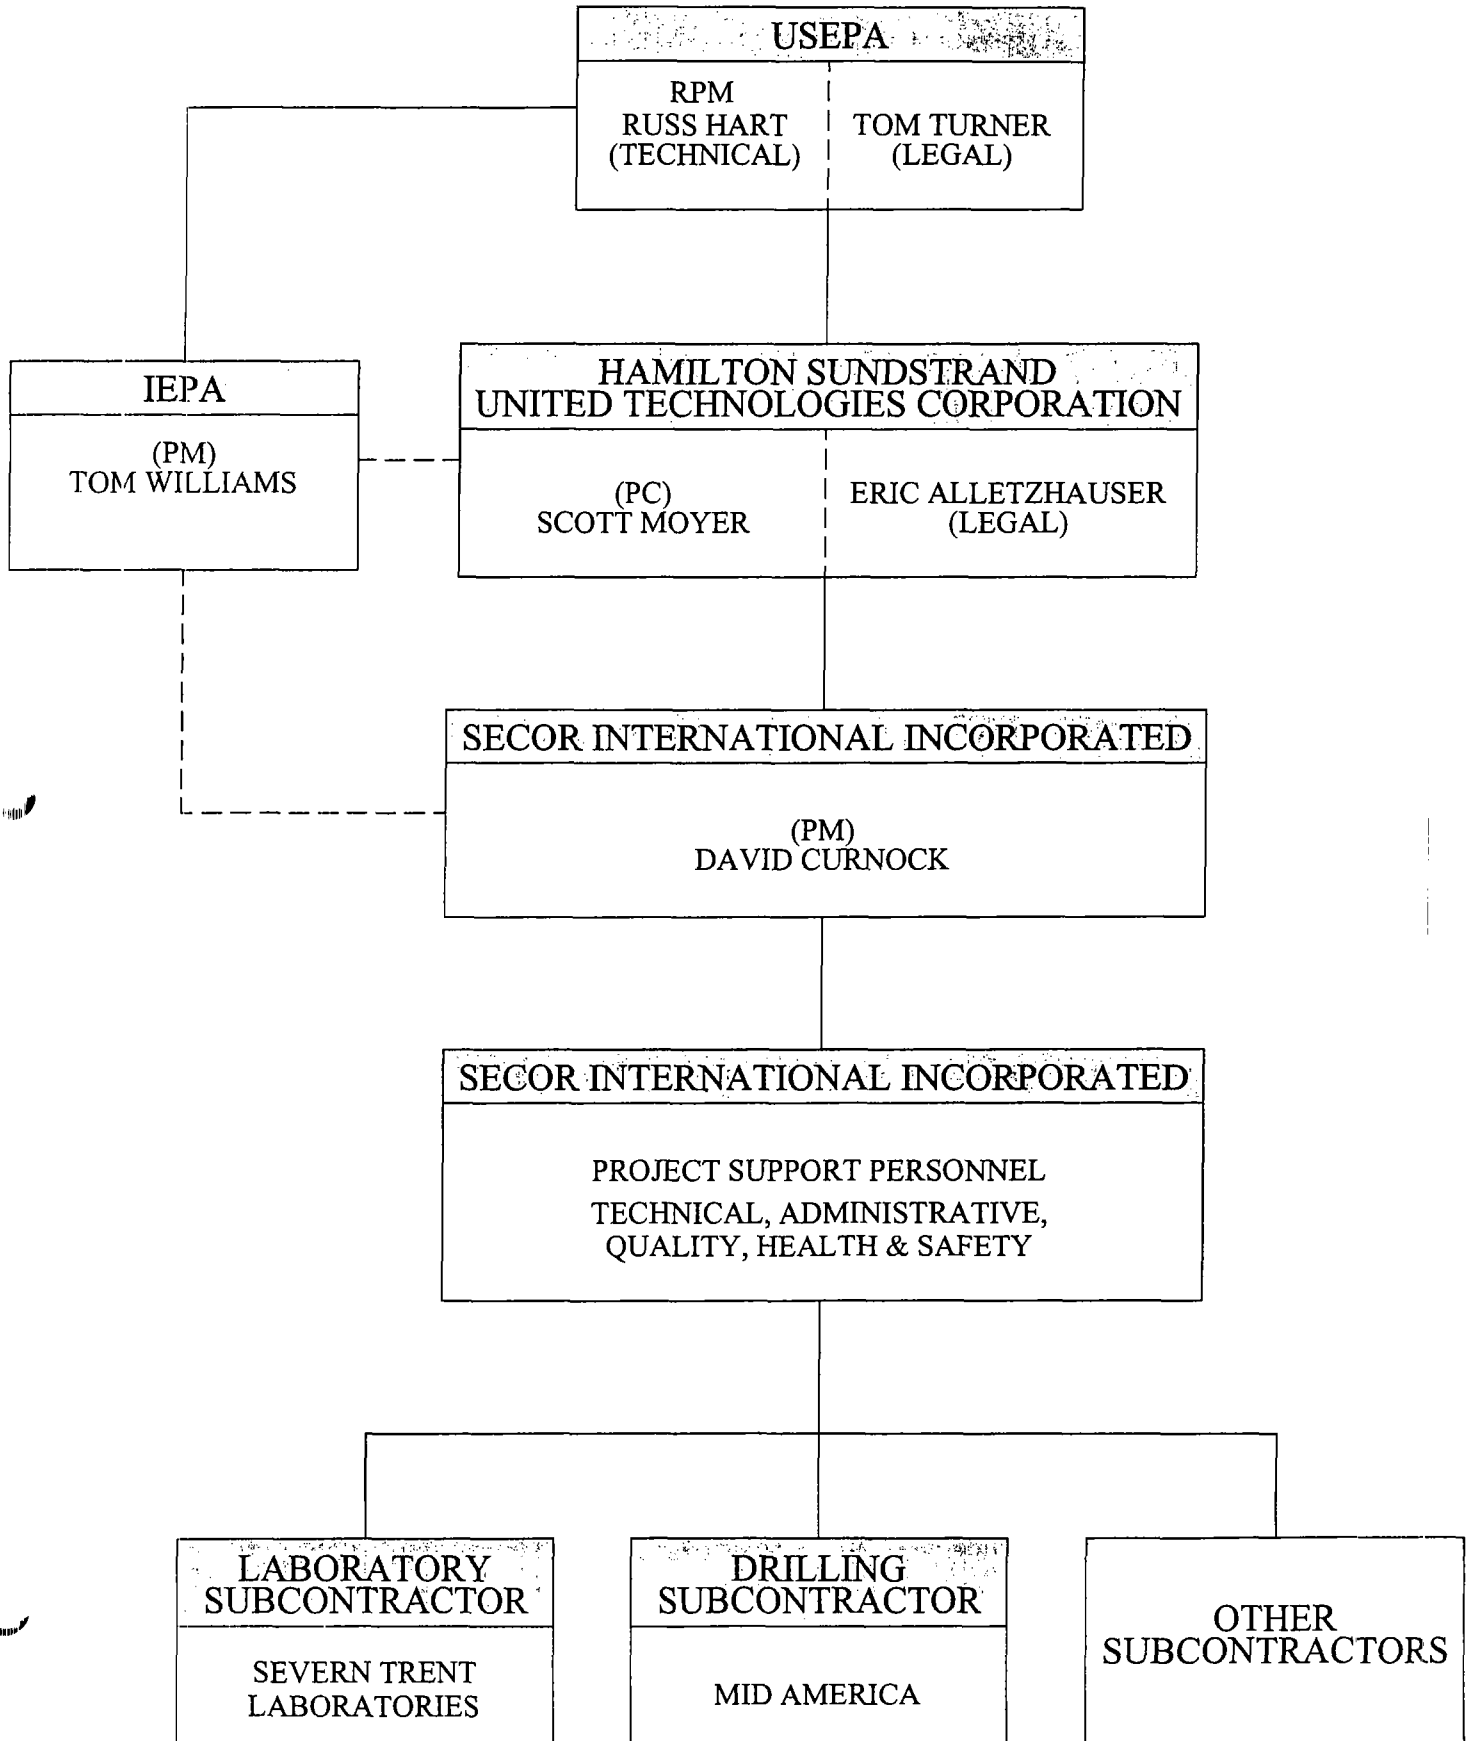 USEPA
RPM
RUSS HART
(TECHNICAL)
TOM TURNER
(LEGAL)
IEPA
(PM)
TOM WILLIAMS
HAMILTON SUNDSTRAND
UNITED TECHNOLOGIES CORPORATION
(PC)
SCOTT MOYER
ERIC ALLETZHAUSER
(LEGAL)
SECOR INTERNATIONAL INCORPORATED
(PM)
DAVID CURNOCK
SECOR INTERNATIONAL INCORPORATED
PROJECT SUPPORT PERSONNEL
TECHNICAL, ADMINISTRATIVE,
QUALITY, HEALTH & SAFETY
LABORATORY
SUBCONTRACTOR
SEVERN TRENT
LABORATORIES
DRILLING
SUBCONTRACTOR
MID AMERICA
OTHER
SUBCONTRACTORS